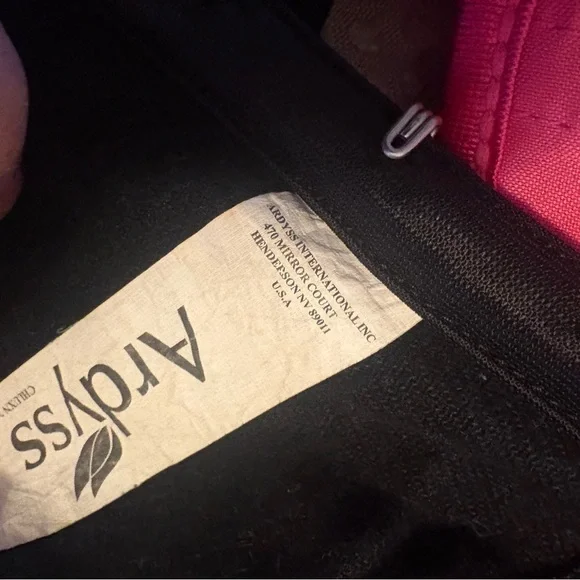 ARDYSS INTERNATIONAL INC
470 MIRROR COURT
HENDERSON NV 89011
U.S.A
Ardyss